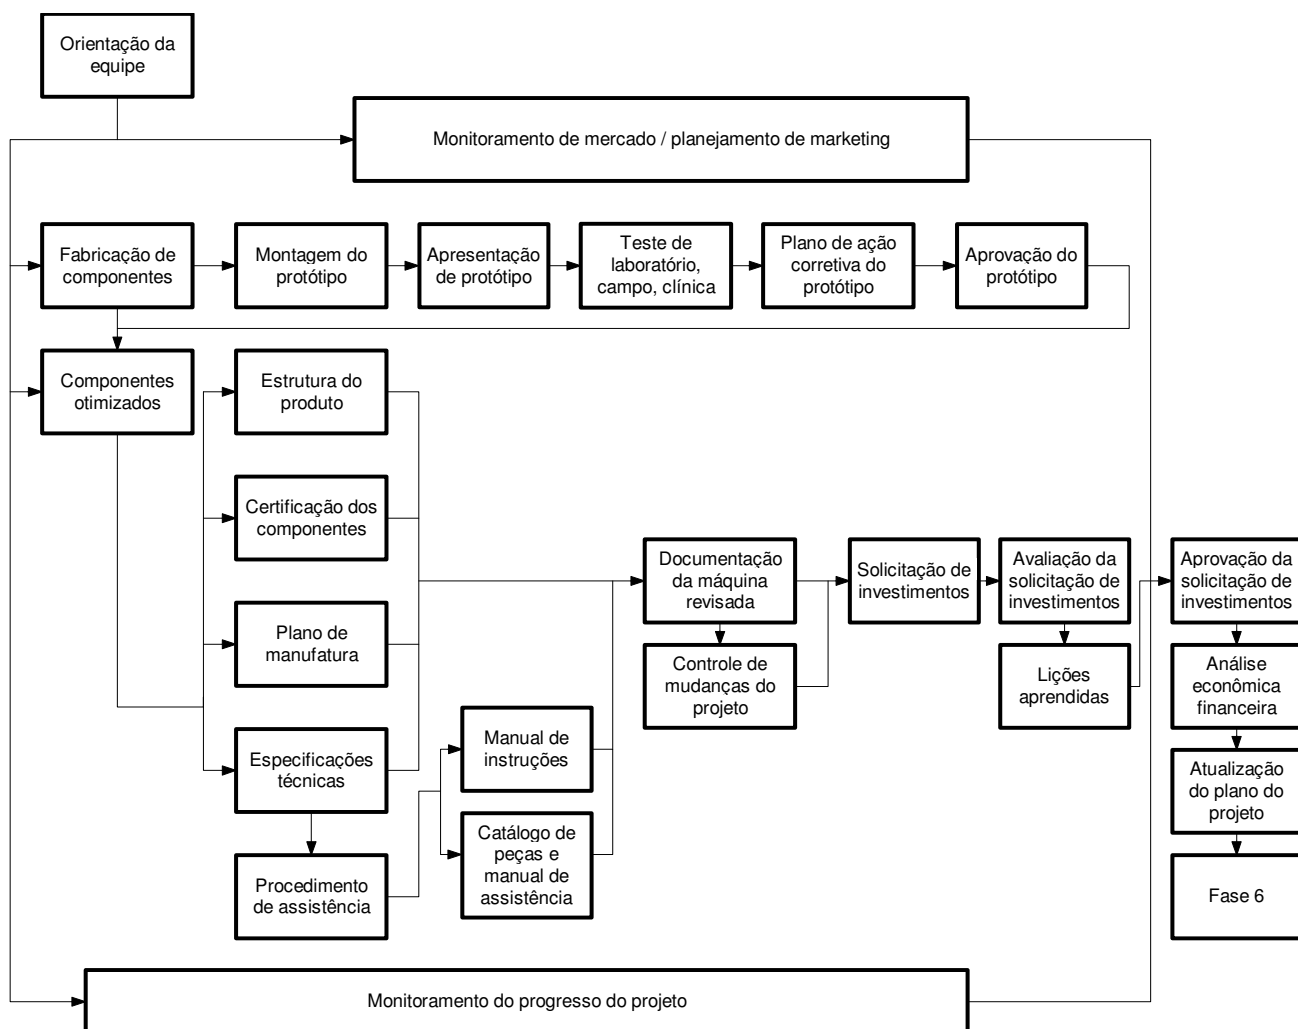 Orientação da
equipe
Monitoramento de mercado / planejamento de marketing
Fabricação de
componentes
Montagem do
protótipo
Apresentação
de protótipo
Teste de
laboratório,
campo, clínica
Plano de ação
corretiva do
protótipo
Aprovação do
protótipo
Componentes
otimizados
Estrutura do
produto
Certificação dos
componentes
Plano de
manufatura
Especificações
técnicas
Procedimento
de assistência
Manual de
instruções
Catálogo de
peças e
manual de
assistência
Documentação
da máquina
revisada
Controle de
mudanças do
projeto
Solicitação de
investimentos
Avaliação da
solicitação de
investimentos
Lições
aprendidas
Aprovação da
solicitação de
investimentos
Análise
econômica
financeira
Atualização
do plano do
projeto
Fase 6
Monitoramento do progresso do projeto